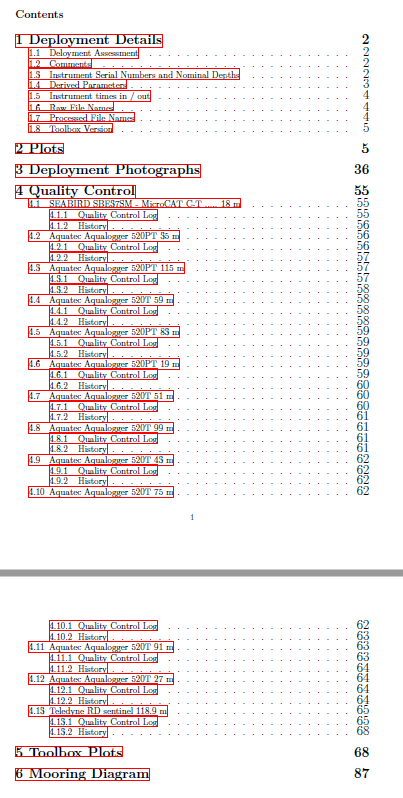 Contents
1 Deployment Details 2
1.1 Deloyment Assessment . . . . . . . . . . . . . . . . . . . . 2
1.2 Comments . . . . . . . . . . . . . . . . . . . . 2
1.3 Instrument Serial Numbers and Nominal Depths . . . . . . . . . . 2
1.4 Derived Parameters . . . . . . . . . . . . . . . . . . . . 3
1.5 Instrument times in / out . . . . . . . . . . . . . . . . . . . . 4
1.6 Raw File Names . . . . . . . . . . . . . . . . . . . . 4
1.7 Processed File Names . . . . . . . . . . . . . . . . . . . . 4
1.8 Toolbox Version . . . . . . . . . . . . . . . . . . . . 5
2 Plots 5
3 Deployment Photographs 36
4 Quality Control 55
4.1 SEABIRD SBE37SM - MicroCAT C-T ..... 18 m . . . . . . . . . . 55
4.1.1 Quality Control Log . . . . . . . . . . . . . . . . . . . . 55
4.1.2 History . . . . . . . . . . . . . . . . . . . . 56
4.2 Aquatec Aqualogger 520PT 35 m . . . . . . . . . . . . . . . 56
4.2.1 Quality Control Log . . . . . . . . . . . . . . . . . . . . 56
4.2.2 History . . . . . . . . . . . . . . . . . . . . 57
4.3 Aquatec Aqualogger 520PT 115 m . . . . . . . . . . . . . . . 57
4.3.1 Quality Control Log . . . . . . . . . . . . . . . . . . . . 57
4.3.2 History . . . . . . . . . . . . . . . . . . . . 58
4.4 Aquatec Aqualogger 520T 59 m . . . . . . . . . . . . . . . 58
4.4.1 Quality Control Log . . . . . . . . . . . . . . . . . . . . 58
4.4.2 History . . . . . . . . . . . . . . . . . . . . 58
4.5 Aquatec Aqualogger 520PT 83 m . . . . . . . . . . . . . . . 59
4.5.1 Quality Control Log . . . . . . . . . . . . . . . . . . . . 59
4.5.2 History . . . . . . . . . . . . . . . . . . . . 59
4.6 Aquatec Aqualogger 520PT 19 m . . . . . . . . . . . . . . . 59
4.6.1 Quality Control Log . . . . . . . . . . . . . . . . . . . . 59
4.6.2 History . . . . . . . . . . . . . . . . . . . . 60
4.7 Aquatec Aqualogger 520T 51 m . . . . . . . . . . . . . . . 60
4.7.1 Quality Control Log . . . . . . . . . . . . . . . . . . . . 60
4.7.2 History . . . . . . . . . . . . . . . . . . . . 61
4.8 Aquatec Aqualogger 520T 99 m . . . . . . . . . . . . . . . 61
4.8.1 Quality Control Log . . . . . . . . . . . . . . . . . . . . 61
4.8.2 History . . . . . . . . . . . . . . . . . . . . 61
4.9 Aquatec Aqualogger 520T 43 m . . . . . . . . . . . . . . . 62
4.9.1 Quality Control Log . . . . . . . . . . . . . . . . . . . . 62
4.9.2 History . . . . . . . . . . . . . . . . . . . . 62
4.10 Aquatec Aqualogger 520T 75 m . . . . . . . . . . . . . . . 62
1
4.10.1 Quality Control Log . . . . . . . . . . . . . . . . . . . . 62
4.10.2 History . . . . . . . . . . . . . . . . . . . . 63
4.11 Aquatec Aqualogger 520T 91 m . . . . . . . . . . . . . . . 63
4.11.1 Quality Control Log . . . . . . . . . . . . . . . . . . . . 63
4.11.2 History . . . . . . . . . . . . . . . . . . . . 64
4.12 Aquatec Aqualogger 520T 27 m . . . . . . . . . . . . . . . 64
4.12.1 Quality Control Log . . . . . . . . . . . . . . . . . . . . 64
4.12.2 History . . . . . . . . . . . . . . . . . . . . 64
4.13 Teledyne RD sentinel 118.9 m . . . . . . . . . . . . . . . 65
4.13.1 Quality Control Log . . . . . . . . . . . . . . . . . . . . 65
4.13.2 History . . . . . . . . . . . . . . . . . . . . 68
5 Toolbox Plots 68
6 Mooring Diagram 87